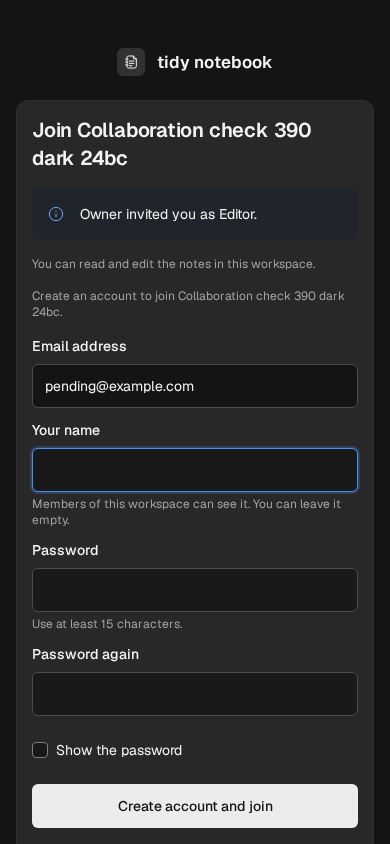 tidy notebook
Join Collaboration check 390
dark 24bc
Owner invited you as Editor.
You can read and edit the notes in this workspace.
Create an account to join Collaboration check 390 dark
24bc.
Email address
pending@example.com
Your name
Members of this workspace can see it. You can leave it
empty.
Password
Use at least 15 characters.
Password again
Show the password
Create account and join